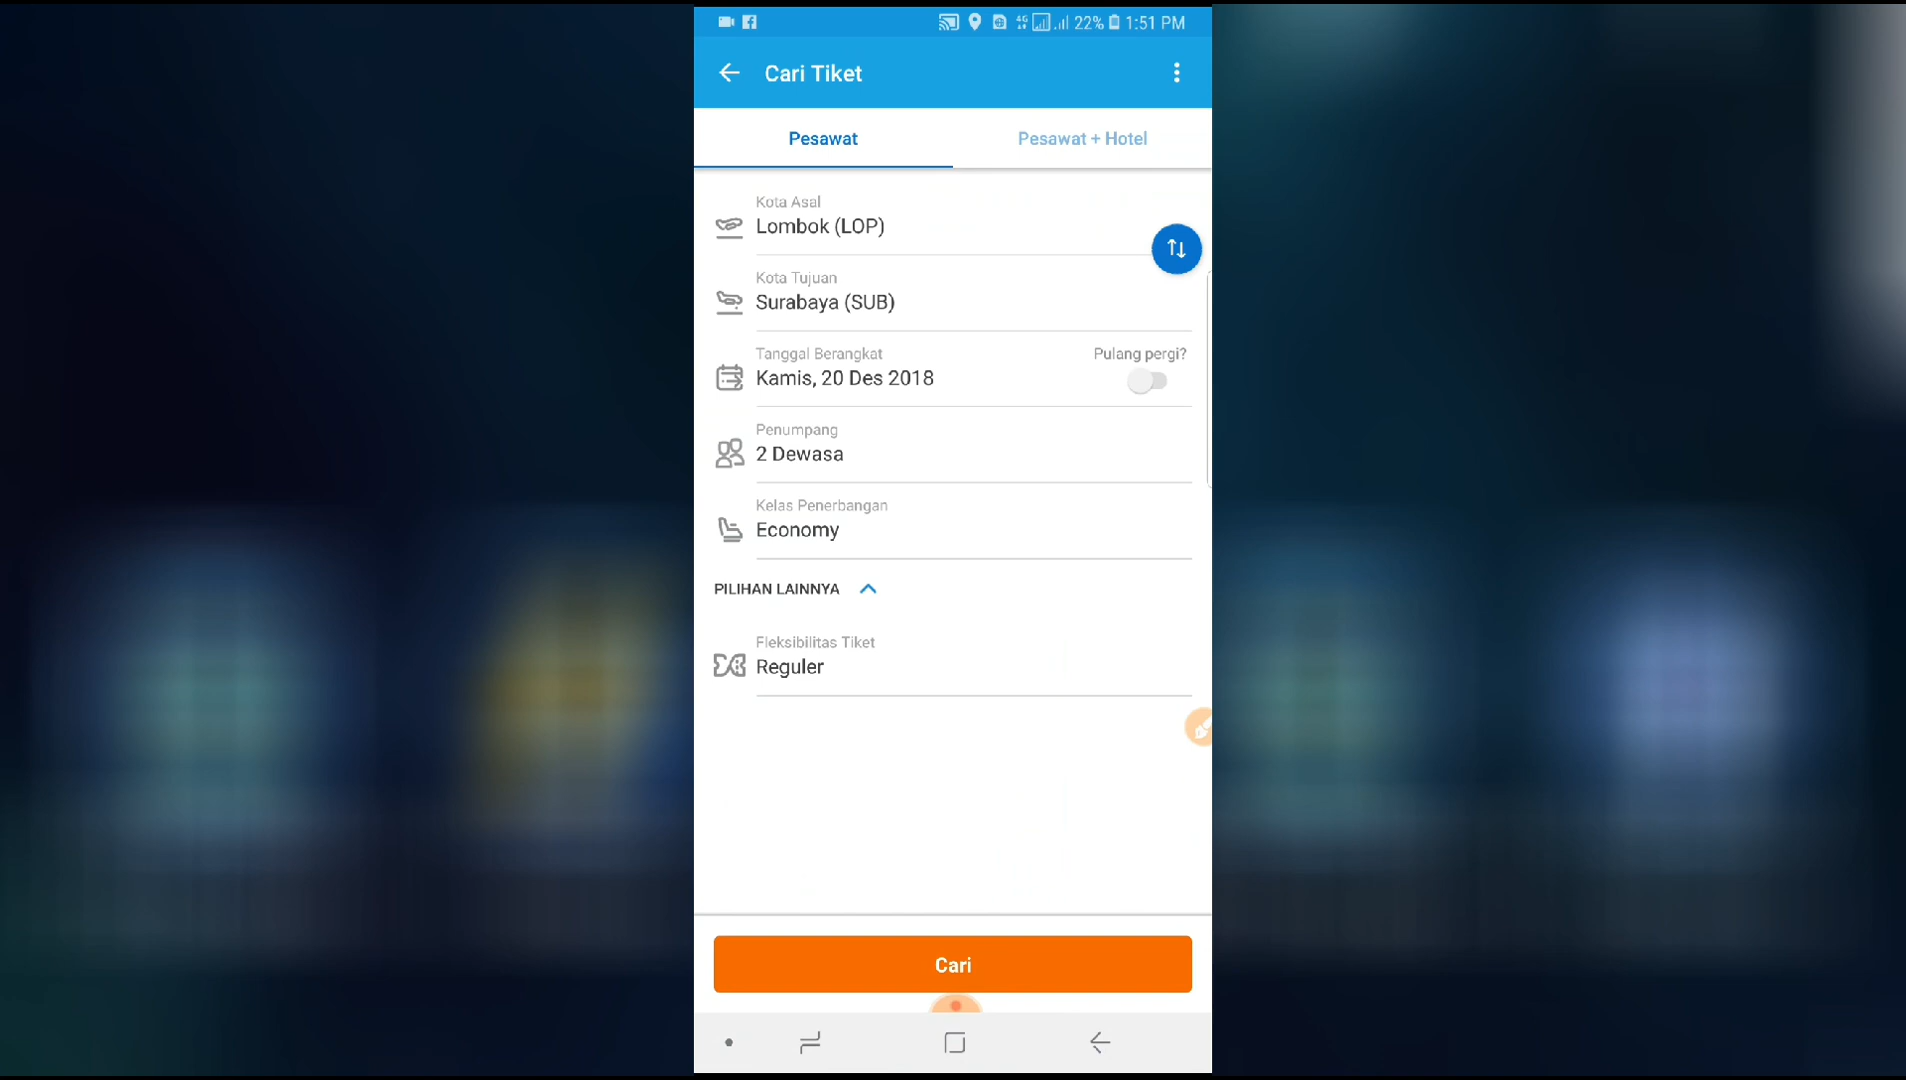 22% 1:51 PM
Cari Tiket
Pesawat
Pesawat + Hotel
Kota Asal
Lombok (LOP)
Kota Tujuan
Surabaya (SUB)
Tanggal Berangkat
Pulang pergi?
Kamis, 20 Des 2018
Penumpang
2 Dewasa
Kelas Penerbangan
Economy
PILIHAN LAINNYA
Fleksibilitas Tiket
Reguler
Cari